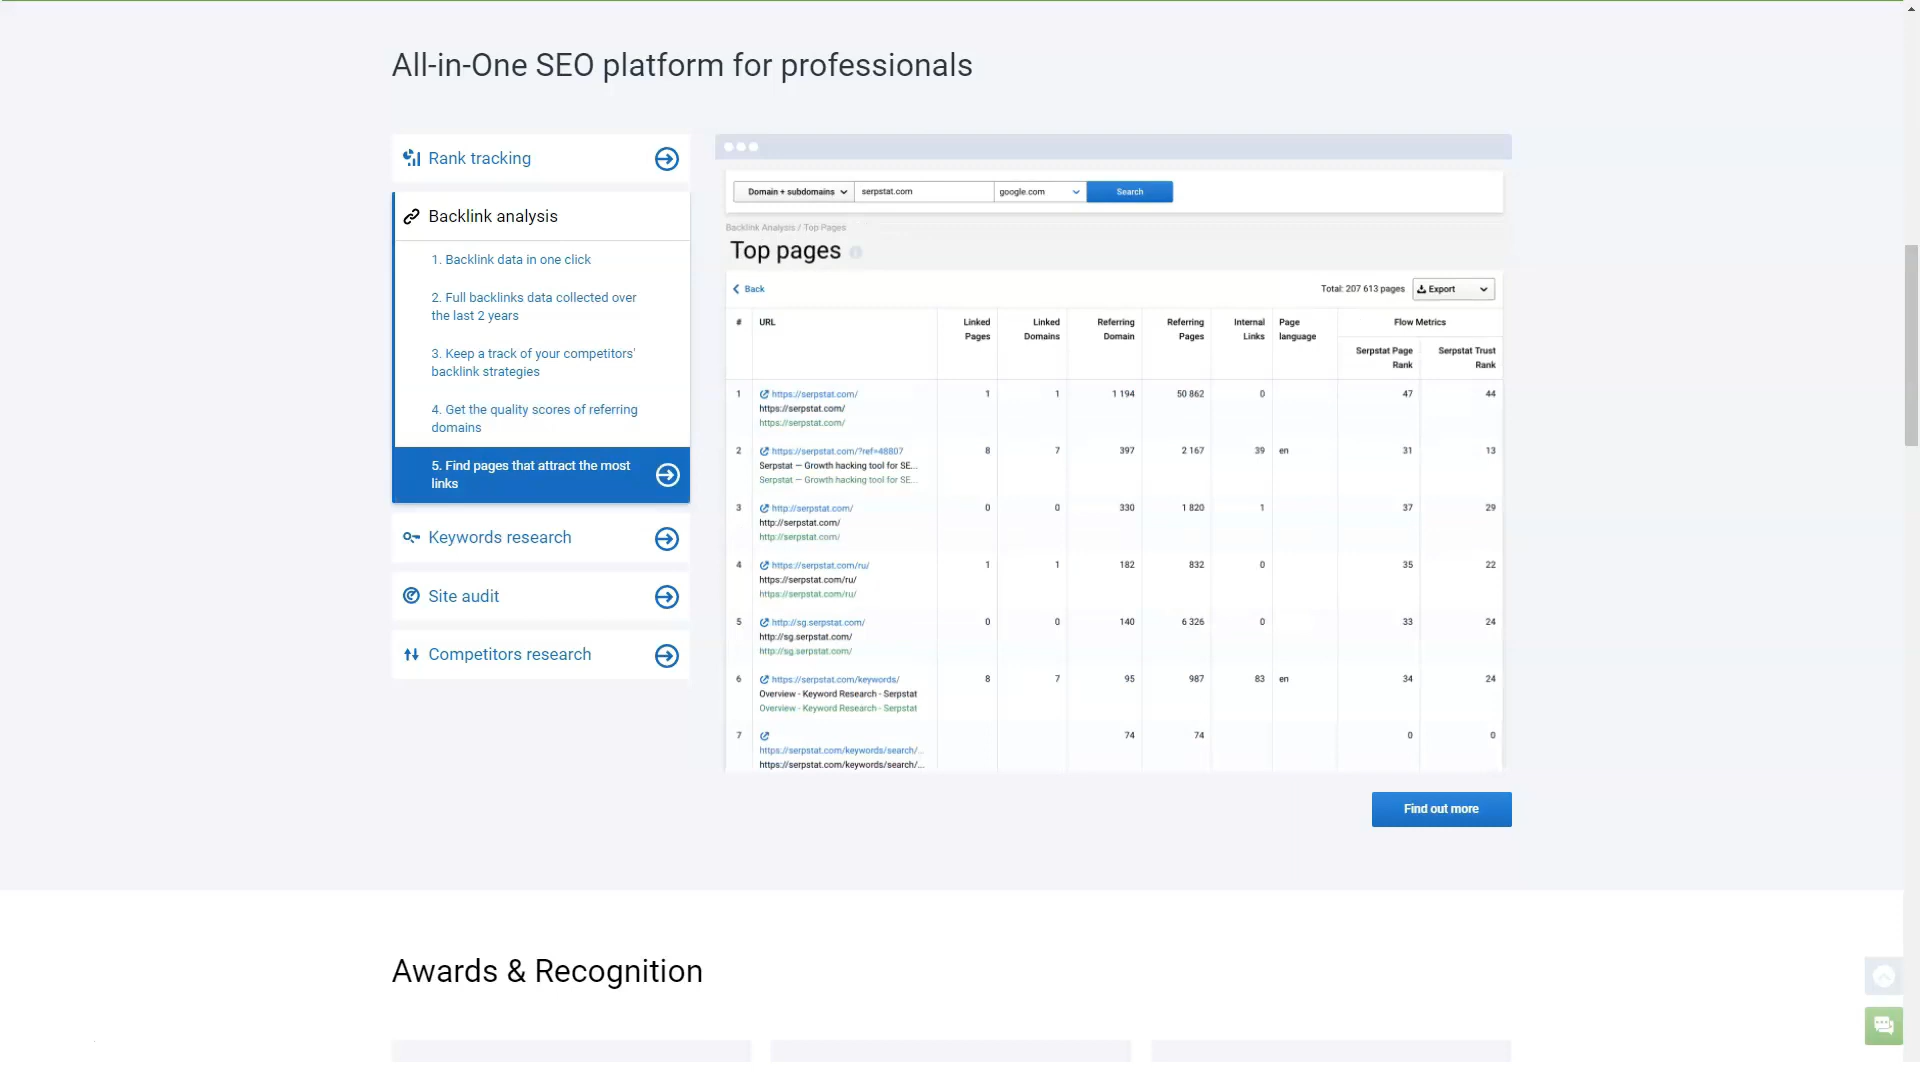 All-in-One SEO platform for professionals
Rank tracking
Backlink analysis
1. Backlink data in one click
2. Full backlinks data collected over
the last 2 years
3. Keep a track of your competitors'
backlink strategies
4. Get the quality scores of referring
domains
5. Find pages that attract the most
links
Keywords research
Site audit
Competitors research
Domain + subdomains serpstat.com google.com Search
Backlink Analysis / Top Pages
Top pages
Back Total: 207 613 pages Export
# URL Linked Pages Linked Domains Referring Domain Referring Pages Internal Links Page language Flow Metrics
Serpstat Page Rank Serpstat Trust Rank
1 https://serpstat.com/ 1 1 1 194 50 862 0 47 44
https://serpstat.com/
https://serpstat.com/
2 https://serpstat.com/?ref=48807 8 7 397 2 167 39 en 31 13
Serpstat — Growth hacking tool for SE...
Serpstat — Growth hacking tool for SE...
3 http://serpstat.com/ 0 0 330 1 820 1 37 29
http://serpstat.com/
http://serpstat.com/
4 https://serpstat.com/ru/ 1 1 182 832 0 35 22
https://serpstat.com/ru/
https://serpstat.com/ru/
5 http://sg.serpstat.com/ 0 0 140 6 326 0 33 24
http://sg.serpstat.com/
http://sg.serpstat.com/
6 https://serpstat.com/keywords/ 8 7 95 987 83 en 34 24
Overview - Keyword Research - Serpstat
Overview - Keyword Research - Serpstat
7 74 74 0 0
https://serpstat.com/keywords/search/...
https://serpstat.com/keywords/search/...
Find out more
Awards & Recognition